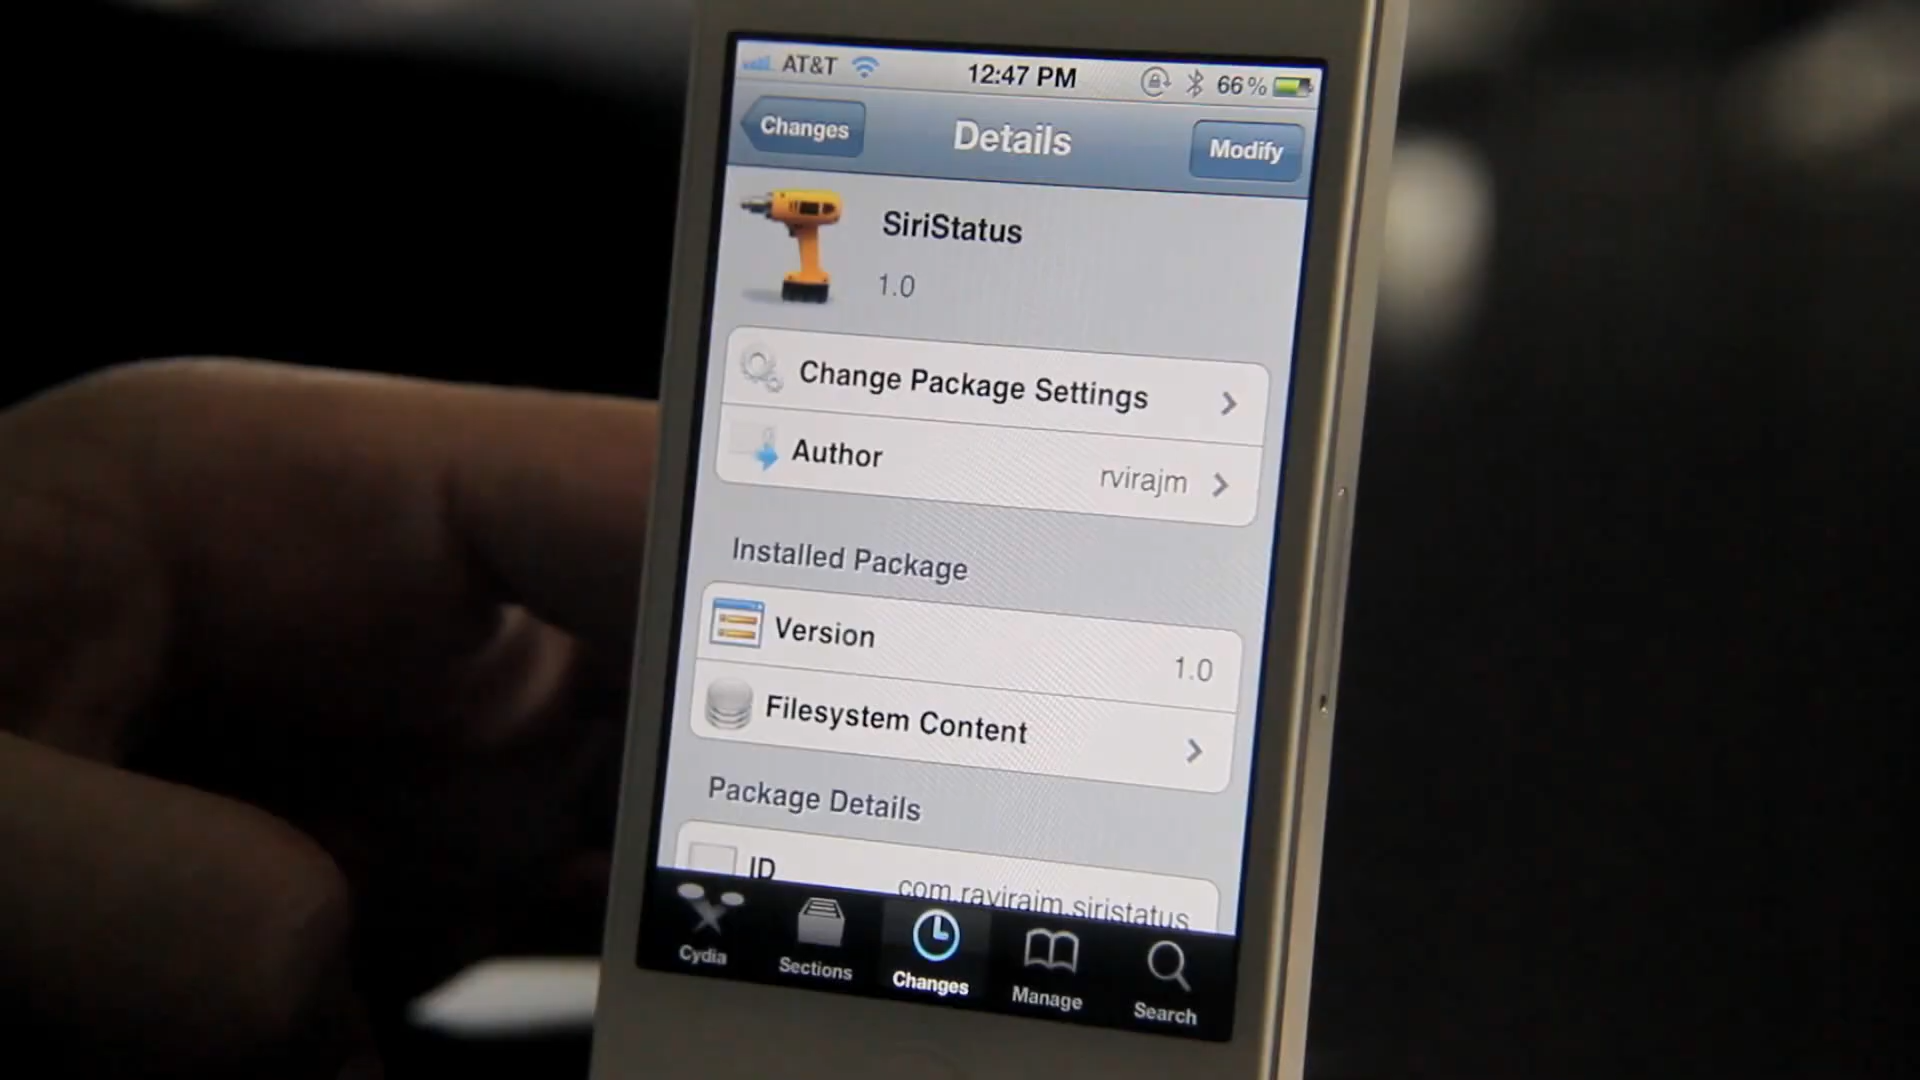 AT&T 12:47 PM 66%
Changes Details Modify
SiriStatus
1.0
Change Package Settings
Author rvirajm
Installed Package
Version 1.0
Filesystem Content
Package Details
ID com.ravirajm.siristatus
Cydia Sections Changes Manage Search